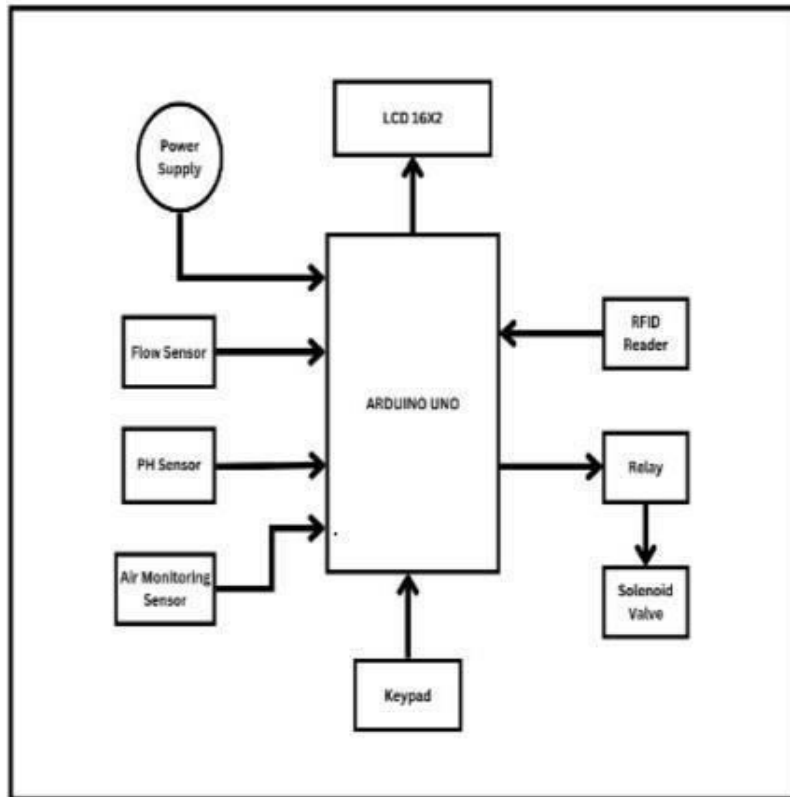 LCD 16X2
Power
Supply
RFID
Reader
Flow Sensor
ARDUINO UNO
PH Sensor
Relay
Air Monitoring
Sensor
Solenoid
Valve
Keypad